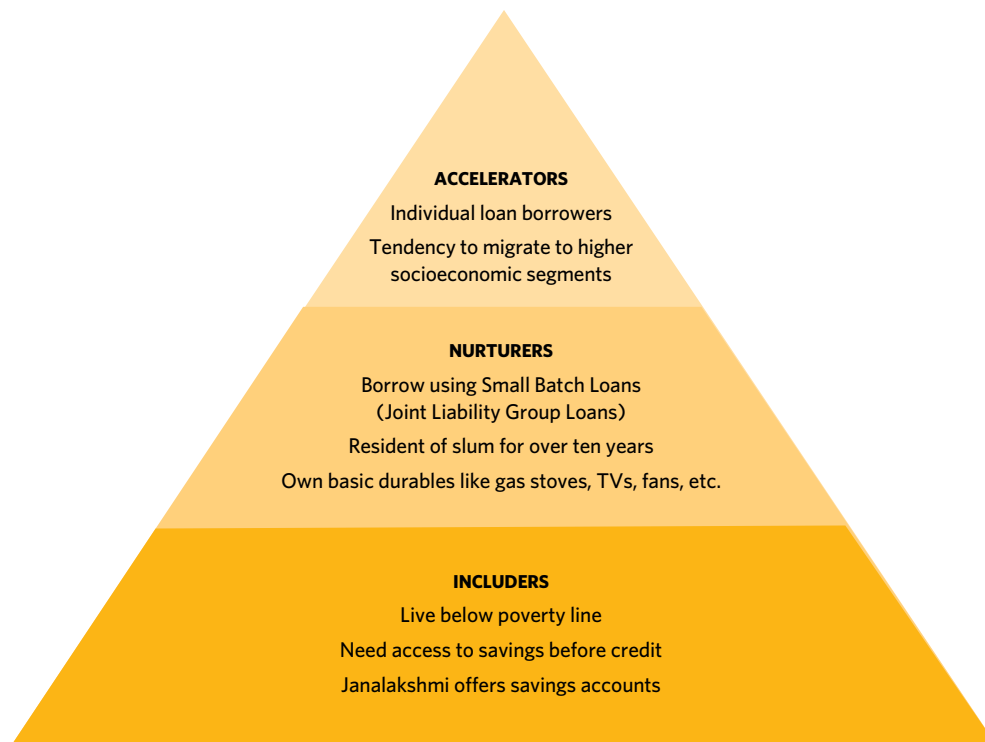 ACCELERATORS
Individual loan borrowers
Tendency to migrate to higher
socioeconomic segments
NURTURERS
Borrow using Small Batch Loans
(Joint Liability Group Loans)
Resident of slum for over ten years
Own basic durables like gas stoves, TVs, fans, etc.
INCLUDERS
Live below poverty line
Need access to savings before credit
Janalakshmi offers savings accounts